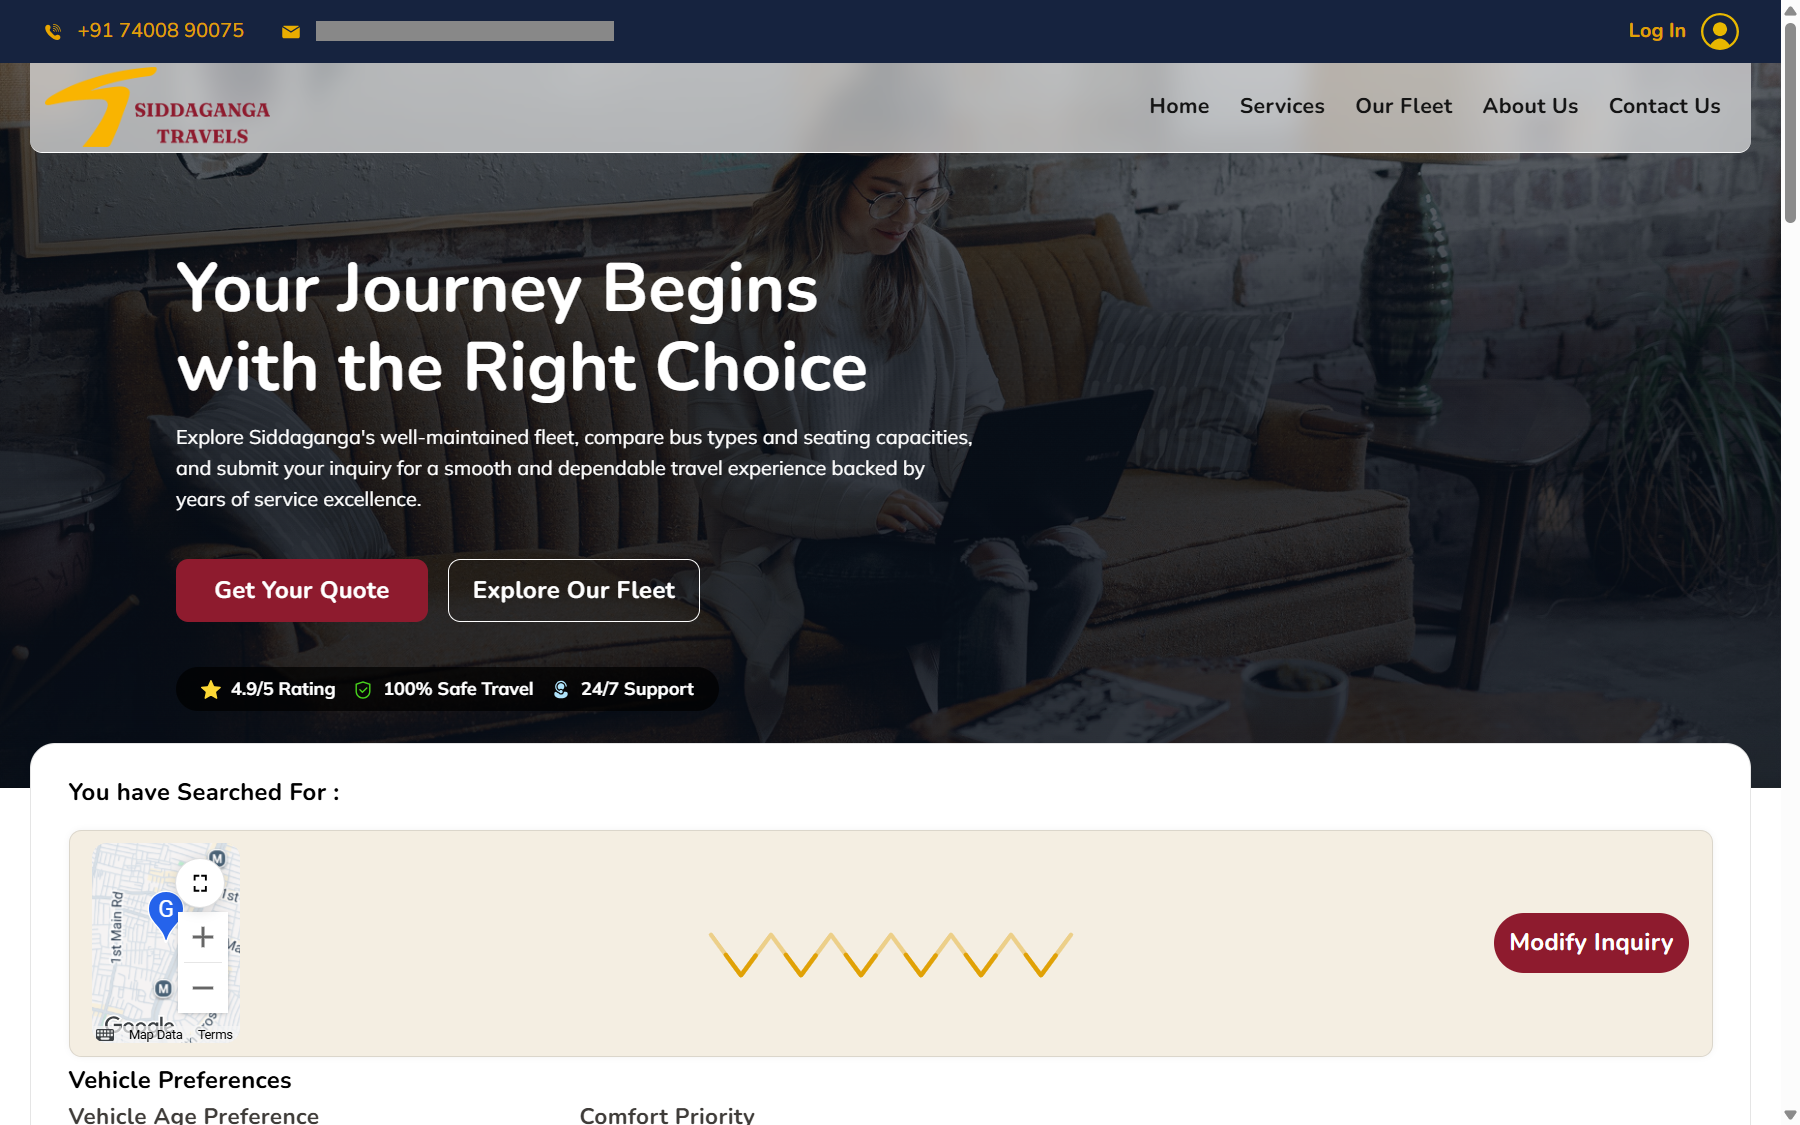 +91 74008 90075
Log In
SIDDAGANGA
TRAVELS
Home Services Our Fleet About Us Contact Us
Your Journey Begins
with the Right Choice
Explore Siddaganga's well-maintained fleet, compare bus types and seating capacities,
and submit your inquiry for a smooth and dependable travel experience backed by
years of service excellence.
Get Your Quote Explore Our Fleet
4.9/5 Rating 100% Safe Travel 24/7 Support
You have Searched For :
M
1st
G
1st Main Rd
Ma
M
Google
Map Data Terms
Modify Inquiry
Vehicle Preferences
Vehicle Age Preference Comfort Priority